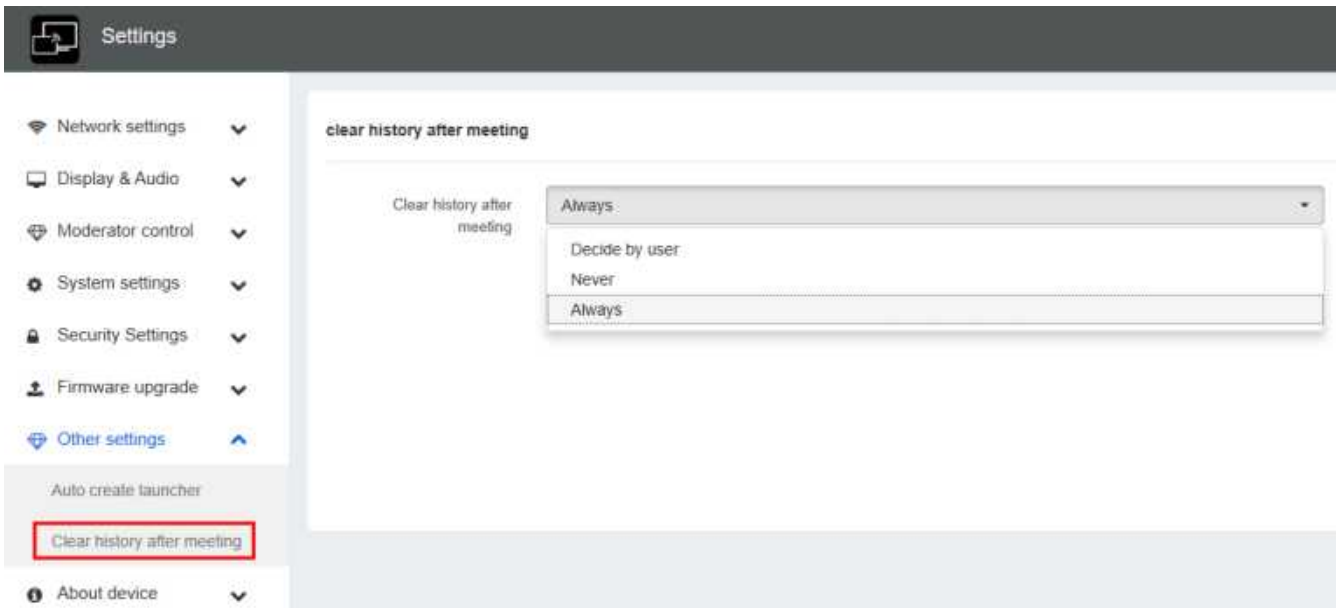 Settings
Network settings
Display & Audio
Moderator control
System settings
Security Settings
Firmware upgrade
Other settings
Auto create launcher
Clear history after meeting
About device
clear history after meeting
Clear history after
meeting
Always
Decide by user
Never
Always